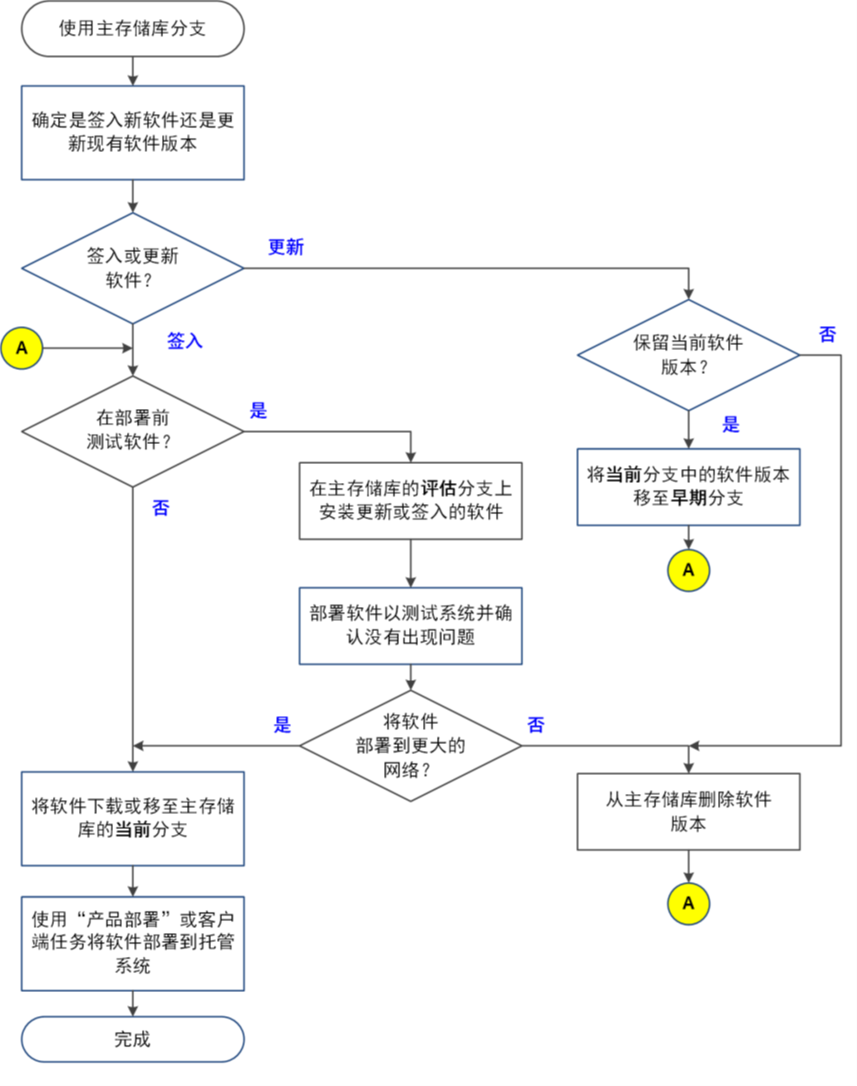 使用主存储库分支
确定是签入新软件还是更
新现有软件版本
签入或更新
软件？
更新
签入
A
保留当前软件
版本？
否
是
在部署前
测试软件？
是
否
将当前分支中的软件版本
移至早期分支
A
在主存储库的评估分支上
安装更新或签入的软件
部署软件以测试系统并确
认没有出现问题
将软件
部署到更大的
网络？
是
否
将软件下载或移至主存储
库的当前分支
从主存储库删除软件
版本
A
使用“产品部署”或客户
端任务将软件部署到托管
系统
完成